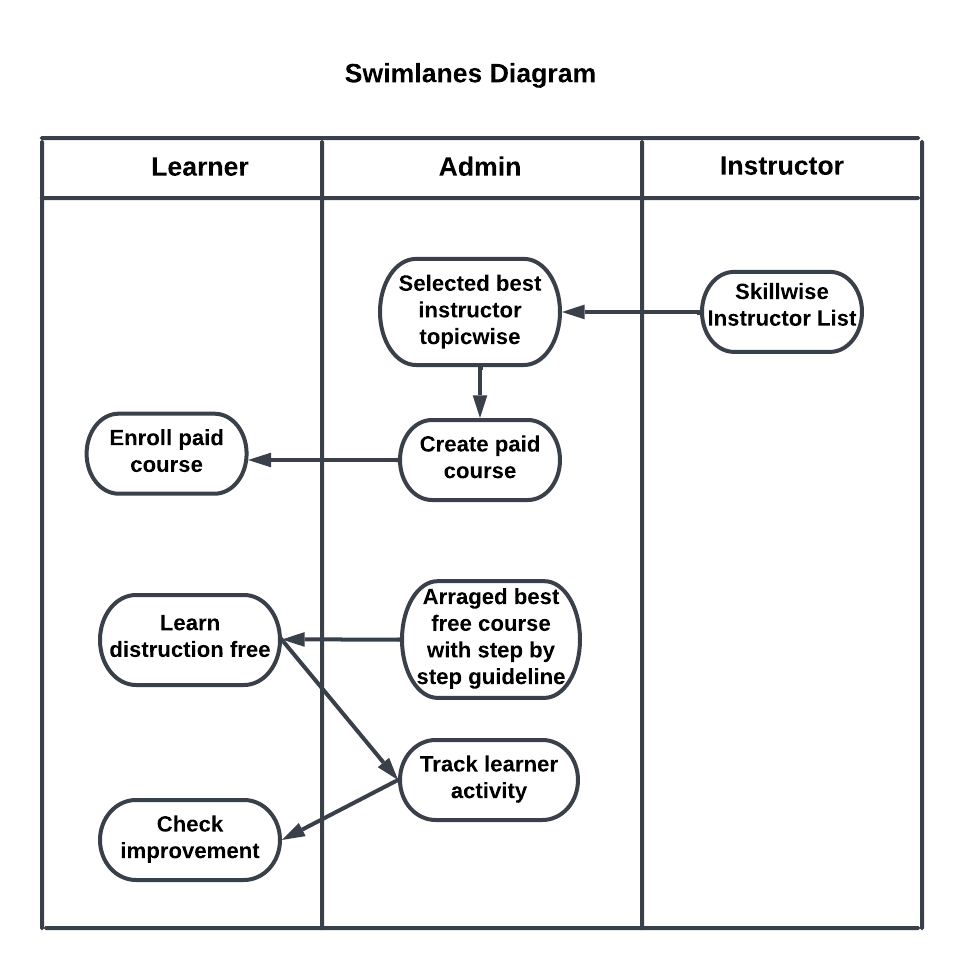 Swimlanes Diagram
Learner
Admin
Instructor
Selected best
instructor
topicwise
Skillwise
Instructor List
Enroll paid
course
Create paid
course
Learn
distruction free
Arraged best
free course
with step by
step guideline
Track learner
activity
Check
improvement